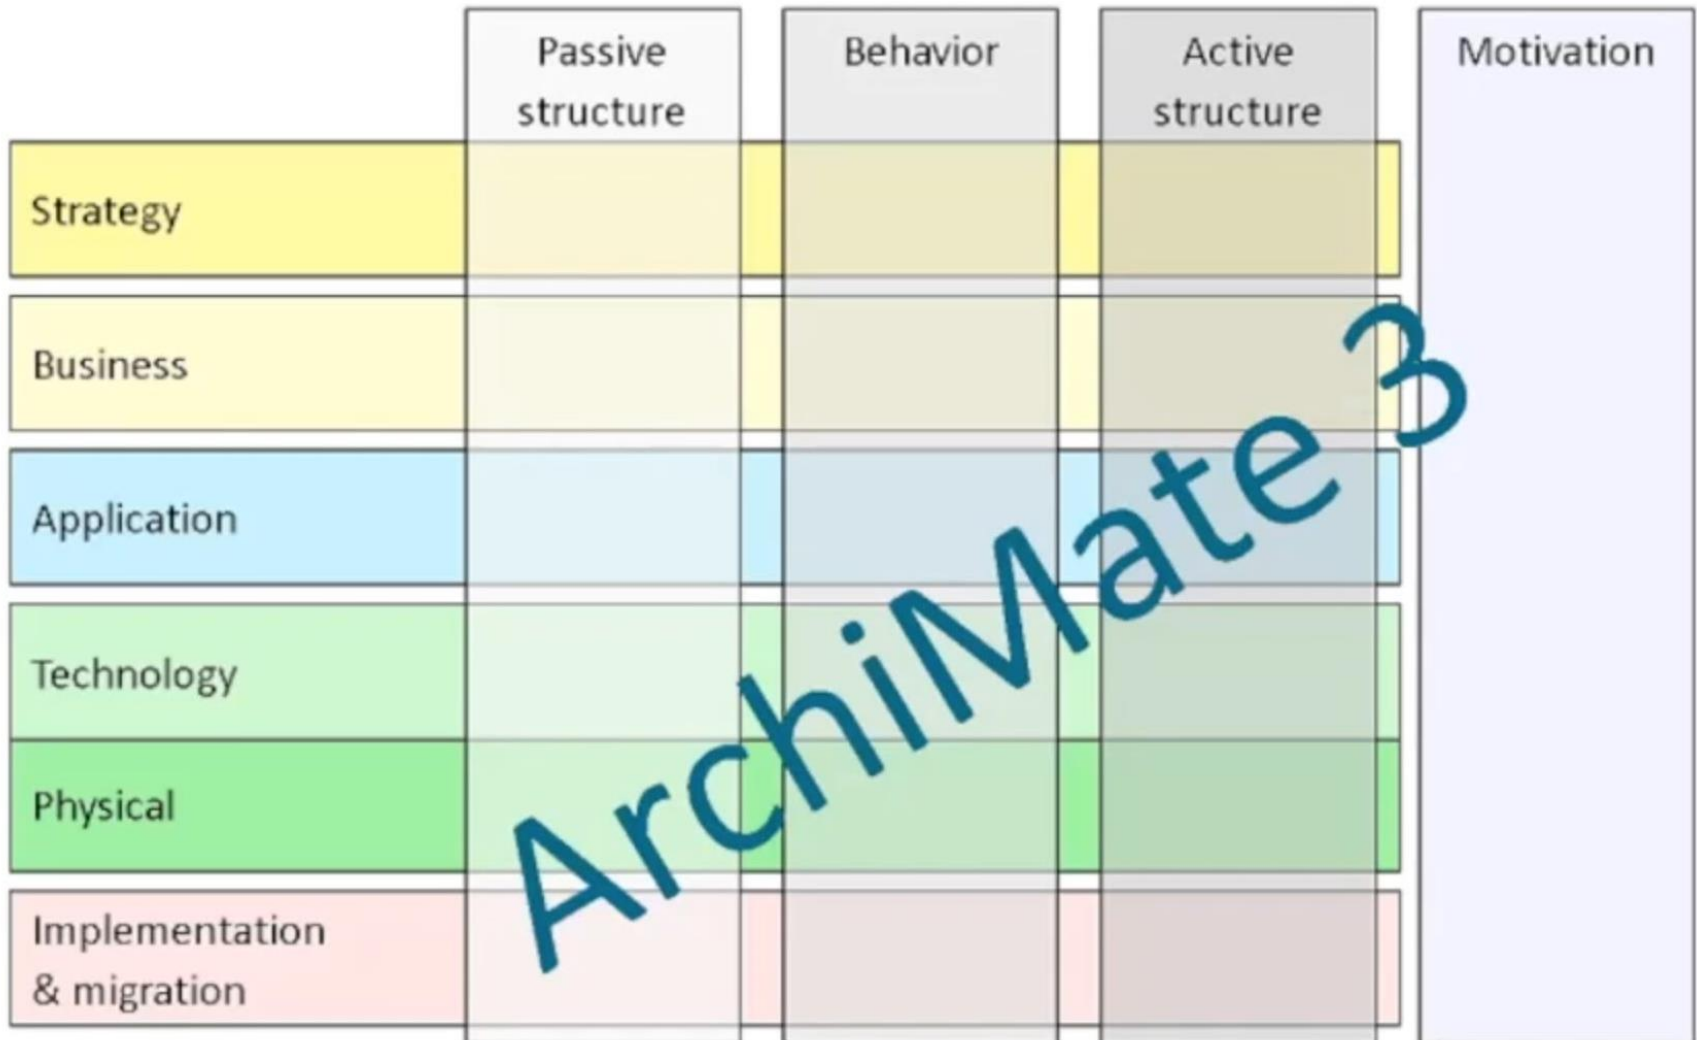 Passive
structure
Behavior
Active
structure
Motivation
Strategy
Business
Application
Technology
Physical
Implementation
& migration
ArchiMate 3